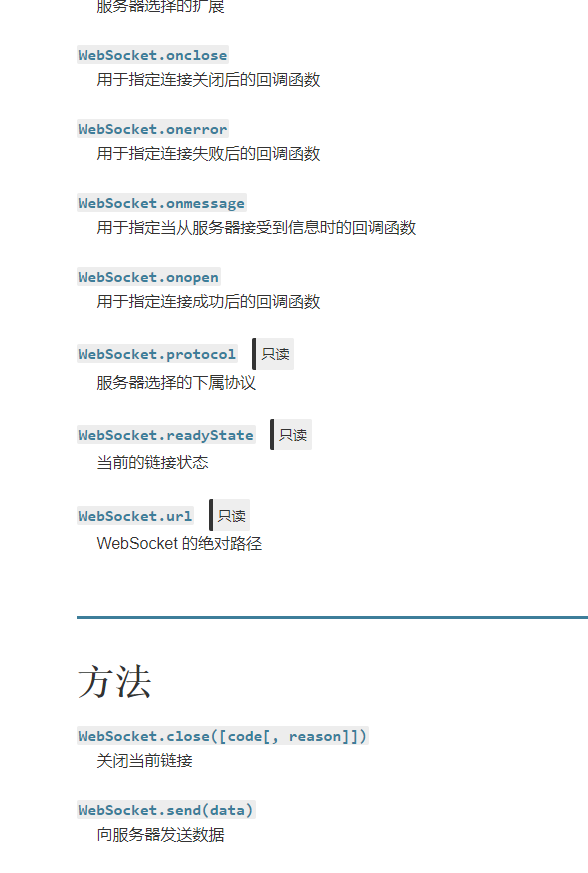 服务器选择的扩展
WebSocket.onclose
用于指定连接关闭后的回调函数
WebSocket.onerror
用于指定连接失败后的回调函数
WebSocket.onmessage
用于指定当从服务器接受到信息时的回调函数
WebSocket.onopen
用于指定连接成功后的回调函数
WebSocket.protocol 只读
服务器选择的下属协议
WebSocket.readyState 只读
当前的链接状态
WebSocket.url 只读
WebSocket 的绝对路径
方法
WebSocket.close([code[, reason]])
关闭当前链接
WebSocket.send(data)
向服务器发送数据